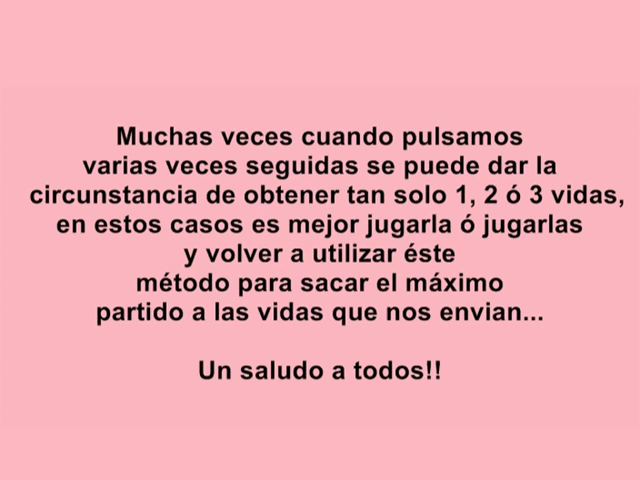 Muchas veces cuando pulsamos
varias veces seguidas se puede dar la
circunstancia de obtener tan solo 1, 2 ó 3 vidas,
en estos casos es mejor jugarla ó jugarlas
y volver a utilizar éste
método para sacar el máximo
partido a las vidas que nos envian...
Un saludo a todos!!